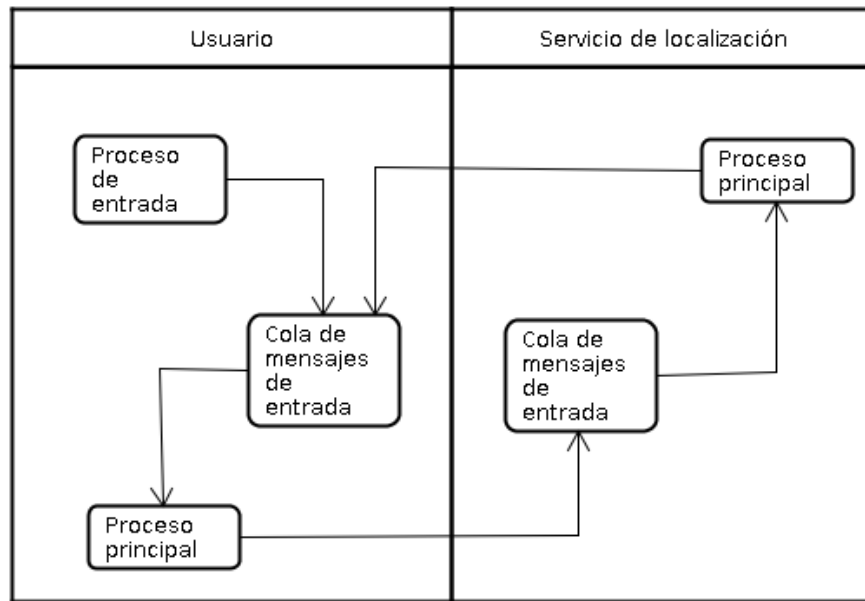 Usuario
Servicio de localización
Proceso
de
entrada
Proceso
principal
Cola de
mensajes
de
entrada
Cola de
mensajes
de
entrada
Proceso
principal